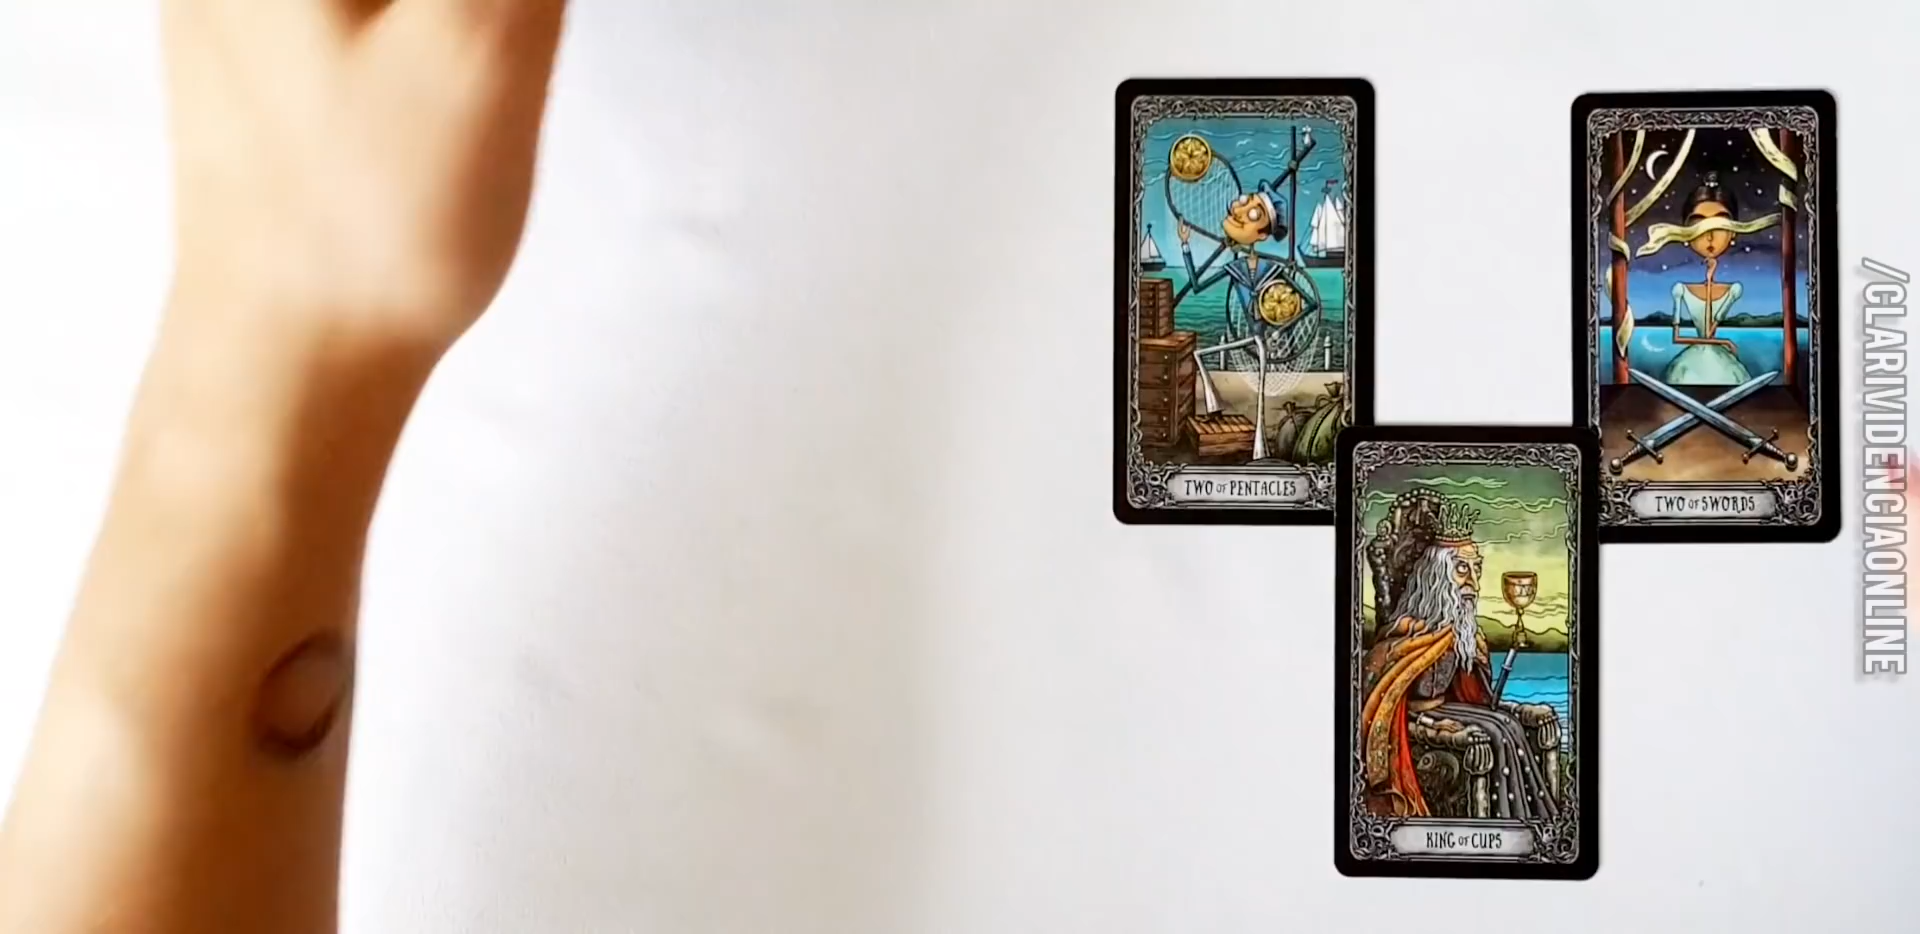 TWO OF PENTACLES
TWO OF SWORDS
KING OF CUPS
/CLARIVIDENCIAONLINE